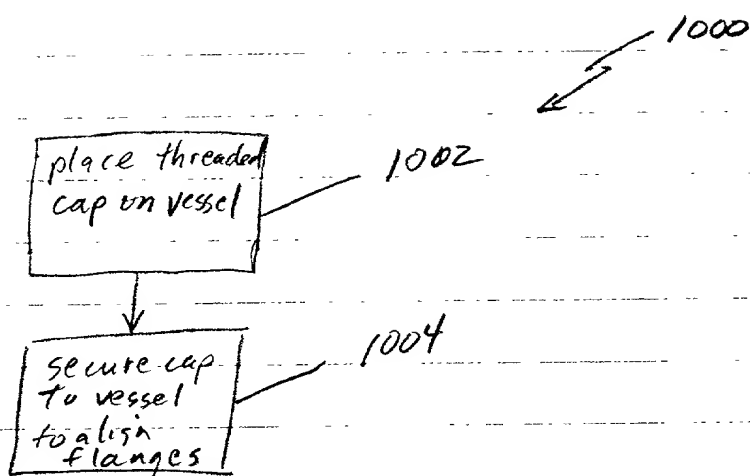 1000
place threaded
cap on vessel
1002
secure cap
to vessel
to align
flanges
1004